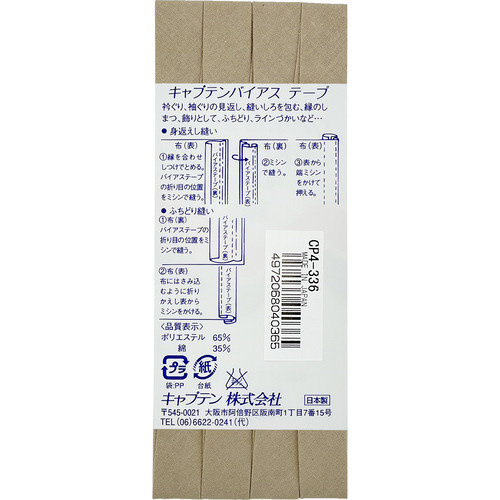 キャプテンバイアス テープ
衿ぐり、袖ぐりの見返し、縫いしろを包む、縁のし
まつ、飾りとして、ふちどり、ラインづかいなど…
● 身返えし縫い
布（表）
①縁を合わせ
しつけでとめる。
バイアステープ
の折り目の位置
をミシンで縫う。
バイアステープ（裏）
布（裏）
②ミシン
で縫う。
バイアステープ（表）
布（表）
③表から
端ミシン
をかけて
押える。
● ふちどり縫い
①布（裏）
バイアステープの
折り目の位置をミ
シンで縫う。
バイアステープ（裏）
②布（表）
布にはさみ込
むように折り
かえし表から
ミシンをかける。
バイアステープ（表）
CP4-336
MADE IN JAPAN
4972068040365
〈品質表示〉
ポリエステル 65%
綿 35%
プラ
袋:PP
紙
台紙
キャプテン 株式会社
日本製
〒545-0021 大阪市阿倍野区阪南町1丁目7番15号
TEL (06)6622-0241（代）